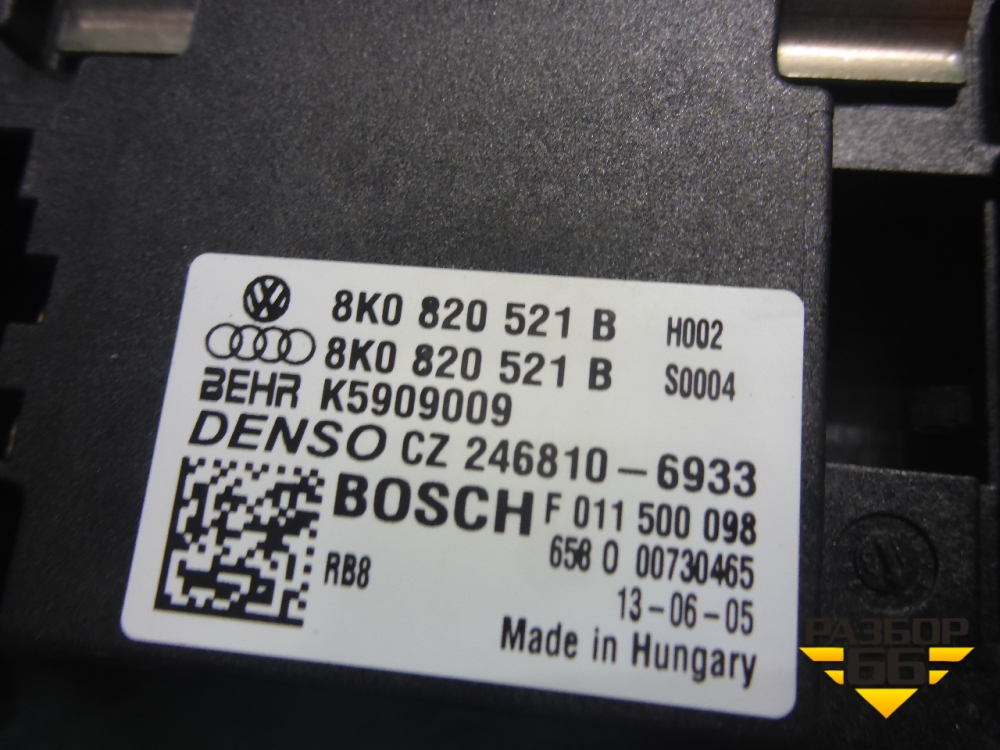 8K0 820 521 B H002
8K0 820 521 B S0004
BEHR K5909009
DENSO CZ 246810-6933
BOSCH F 011 500 098
658 0 00730465
RB8
13-06-05
Made in Hungary
РАЗБОР
66